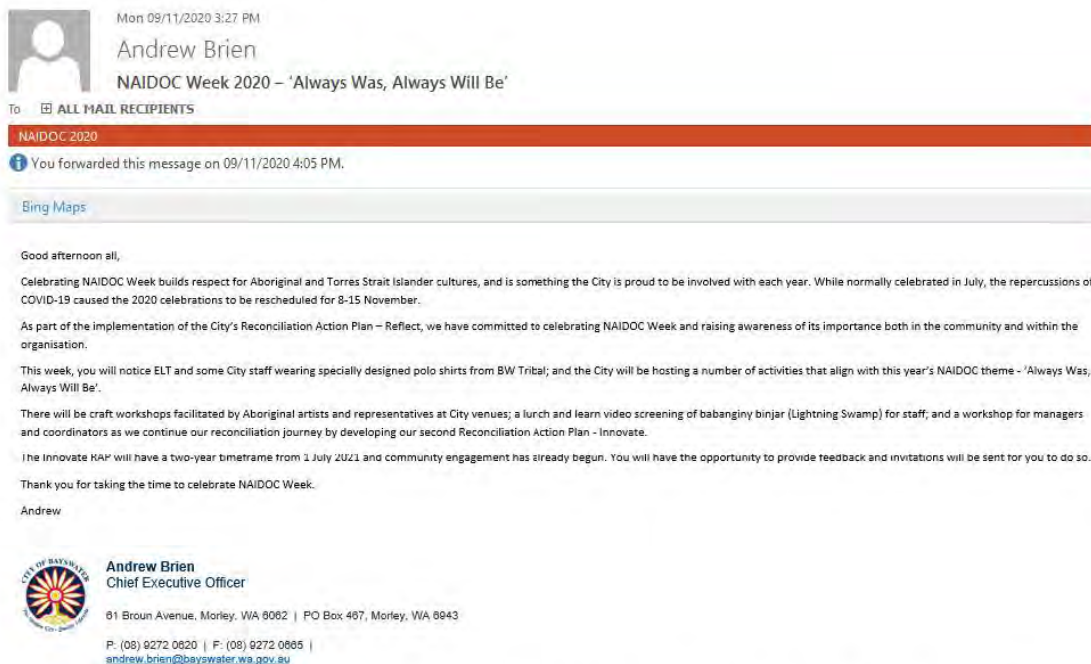 Mon 09/11/2020 3:27 PM
Andrew Brien
NAIDOC Week 2020 – 'Always Was, Always Will Be'
To ALL MAIL RECIPIENTS
NAIDOC 2020
You forwarded this message on 09/11/2020 4:05 PM.
Bing Maps
Good afternoon all,
Celebrating NAIDOC Week builds respect for Aboriginal and Torres Strait Islander cultures, and is something the City is proud to be involved with each year. While normally celebrated in July, the repercussions of
COVID-19 caused the 2020 celebrations to be rescheduled for 8-15 November.
As part of the implementation of the City's Reconciliation Action Plan – Reflect, we have committed to celebrating NAIDOC Week and raising awareness of its importance both in the community and within the
organisation.
This week, you will notice ELT and some City staff wearing specially designed polo shirts from BW Tribal; and the City will be hosting a number of activities that align with this year's NAIDOC theme - 'Always Was,
Always Will Be'.
There will be craft workshops facilitated by Aboriginal artists and representatives at City venues; a lunch and learn video screening of babanginy binjar (Lightning Swamp) for staff; and a workshop for managers
and coordinators as we continue our reconciliation journey by developing our second Reconciliation Action Plan - Innovate.
The Innovate RAP will have a two-year timeframe from 1 July 2021 and community engagement has already begun. You will have the opportunity to provide feedback and invitations will be sent for you to do so.
Thank you for taking the time to celebrate NAIDOC Week.
Andrew
CITY OF BAYSWATER
Andrew Brien
Chief Executive Officer
61 Broun Avenue, Morley, WA 6062 | PO Box 467, Morley, WA 6943
P: (08) 9272 0620 | F: (08) 9272 0665 |
andrew.brien@bayswater.wa.gov.au